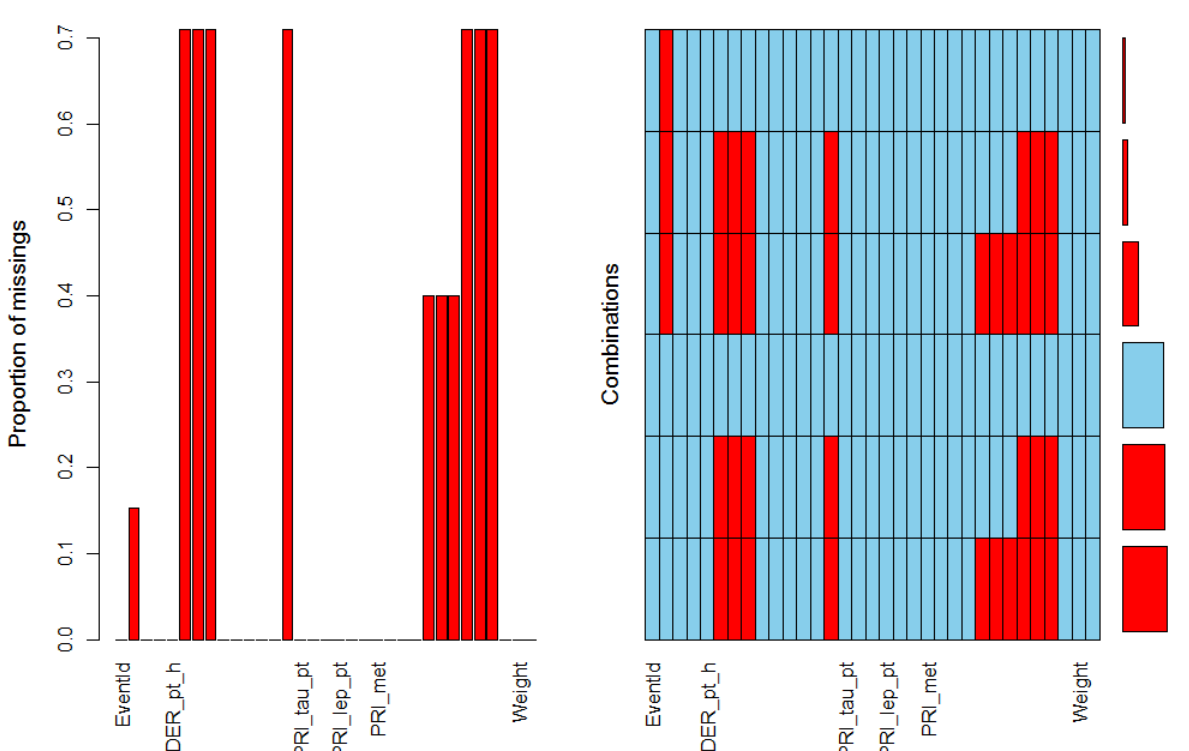 Proportion of missings
0.7
0.6
0.5
0.4
0.3
0.2
0.1
0.0
EventId
DER_pt_h
PRI_tau_pt
PRI_lep_pt
PRI_met
Weight
Combinations
EventId
DER_pt_h
PRI_tau_pt
PRI_lep_pt
PRI_met
Weight